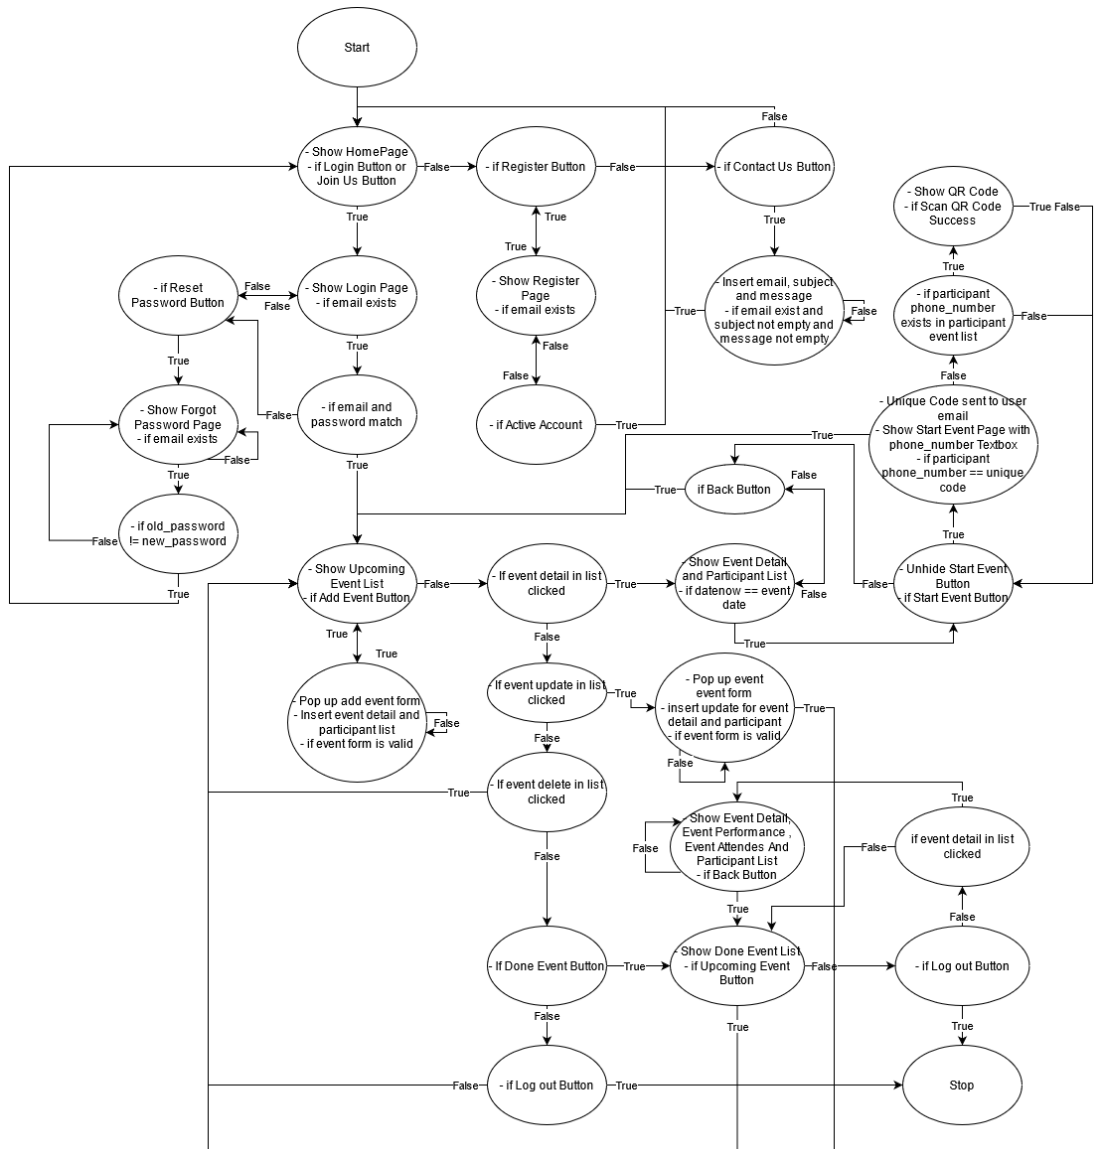 Start
False
- Show HomePage
- if Login Button or
Join Us Button
False
- if Register Button
False
- if Contact Us Button
- Show QR Code
- if Scan QR Code
Success
True False
True
True
True
True
True
- if Reset
Password Button
False
False
- Show Login Page
- if email exists
- Show Register
Page
- if email exists
- Insert email, subject
and message
- if email exist and
subject not empty and
message not empty
True
False
- if participant
phone_number
exists in participant
event list
False
True
True
False
False
False
- Show Forgot
Password Page
- if email exists
False
- if email and
password match
False
- if Active Account
True
- Unique Code sent to user
email
- Show Start Event Page with
phone_number Textbox
- if participant
phone_number == unique
code
True
False
True
True
if Back Button
True
False
- if old_password
!= new_password
False
True
True
- Show Upcoming
Event List
- if Add Event Button
False
- If event detail in list
clicked
True
- Show Event Detail
and Participant List
- if datenow == event
date
False
False
- Unhide Start Event
Button
- if Start Event Button
True
True
False
True
- Pop up add event form
- Insert event detail and
participant list
- if event form is valid
False
- If event update in list
clicked
True
- Pop up event
event form
- insert update for event
detail and participant
- if event form is valid
True
False
False
True
- If event delete in list
clicked
True
False
- Show Event Detail,
Event Performance ,
Event Attendes And
Participant List
- if Back Button
False
False
if event detail in list
clicked
True
False
- If Done Event Button
True
- Show Done Event List
- if Upcoming Event
Button
False
- if Log out Button
False
True
True
False
- if Log out Button
True
Stop